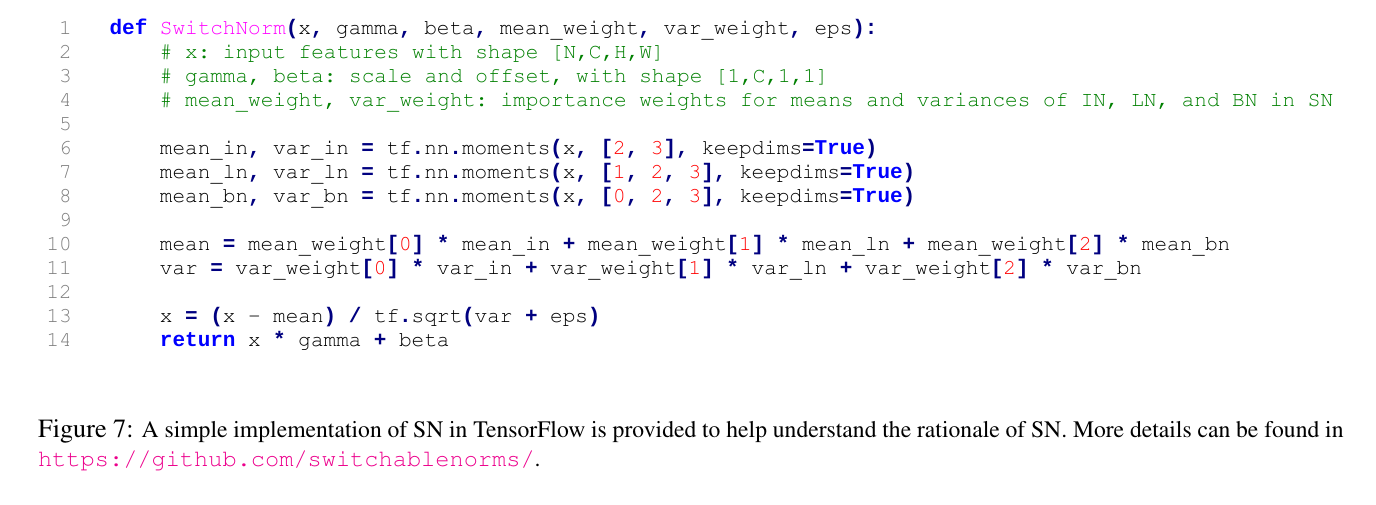 1 def SwitchNorm(x, gamma, beta, mean_weight, var_weight, eps):
2 # x: input features with shape [N,C,H,W]
3 # gamma, beta: scale and offset, with shape [1,C,1,1]
4 # mean_weight, var_weight: importance weights for means and variances of IN, LN, and BN in SN
5
6 mean_in, var_in = tf.nn.moments(x, [2, 3], keepdims=True)
7 mean_ln, var_ln = tf.nn.moments(x, [1, 2, 3], keepdims=True)
8 mean_bn, var_bn = tf.nn.moments(x, [0, 2, 3], keepdims=True)
9
10 mean = mean_weight[0] * mean_in + mean_weight[1] * mean_ln + mean_weight[2] * mean_bn
11 var = var_weight[0] * var_in + var_weight[1] * var_ln + var_weight[2] * var_bn
12
13 x = (x - mean) / tf.sqrt(var + eps)
14 return x * gamma + beta
Figure 7: A simple implementation of SN in TensorFlow is provided to help understand the rationale of SN. More details can be found in
https://github.com/switchablenorms/.